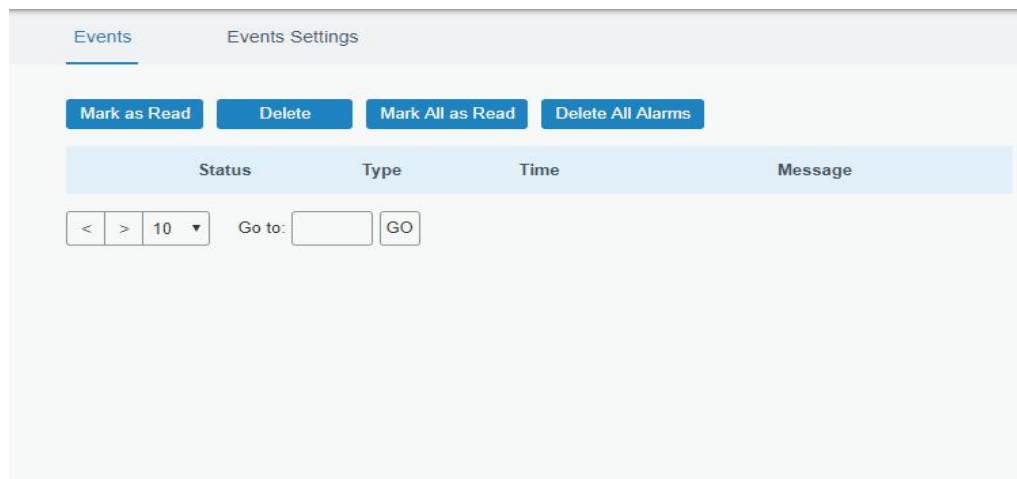 Events Events Settings
Mark as Read Delete Mark All as Read Delete All Alarms
Status Type Time Message
< > 10 ▼ Go to: GO